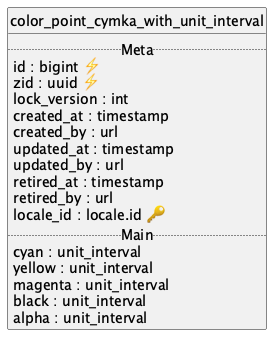 color_point_cymka_with_unit_interval
Meta
id : bigint ⚡
zid : uuid ⚡
lock_version : int
created_at : timestamp
created_by : url
updated_at : timestamp
updated_by : url
retired_at : timestamp
retired_by : url
locale_id : locale.id 🔑
Main
cyan : unit_interval
yellow : unit_interval
magenta : unit_interval
black : unit_interval
alpha : unit_interval